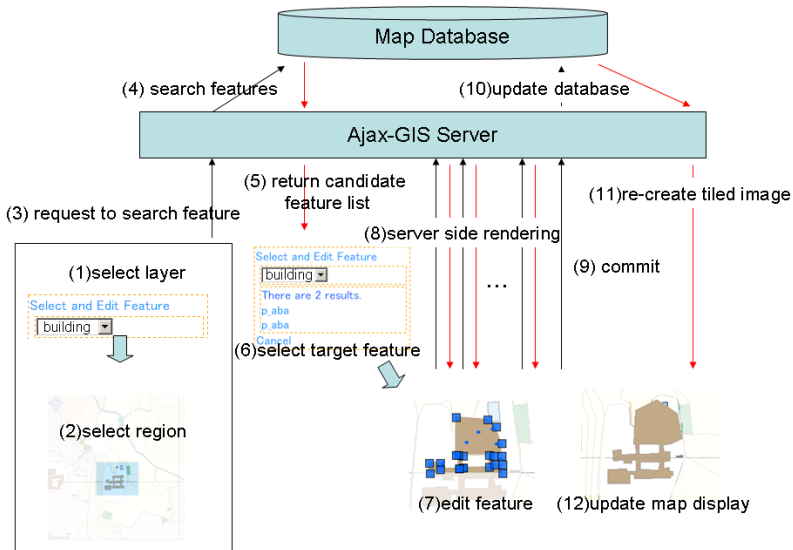 Map Database
(4) search features
(10)update database
Ajax-GIS Server
(5) return candidate
feature list
(11)re-create tiled image
(3) request to search feature
(8)server side rendering
(1)select layer
Select and Edit Feature
building
Select and Edit Feature
building
There are 2 results.
p_aba
p_aba
Cancel
...
(9) commit
(6)select target feature
(2)select region
(7)edit feature
(12)update map display